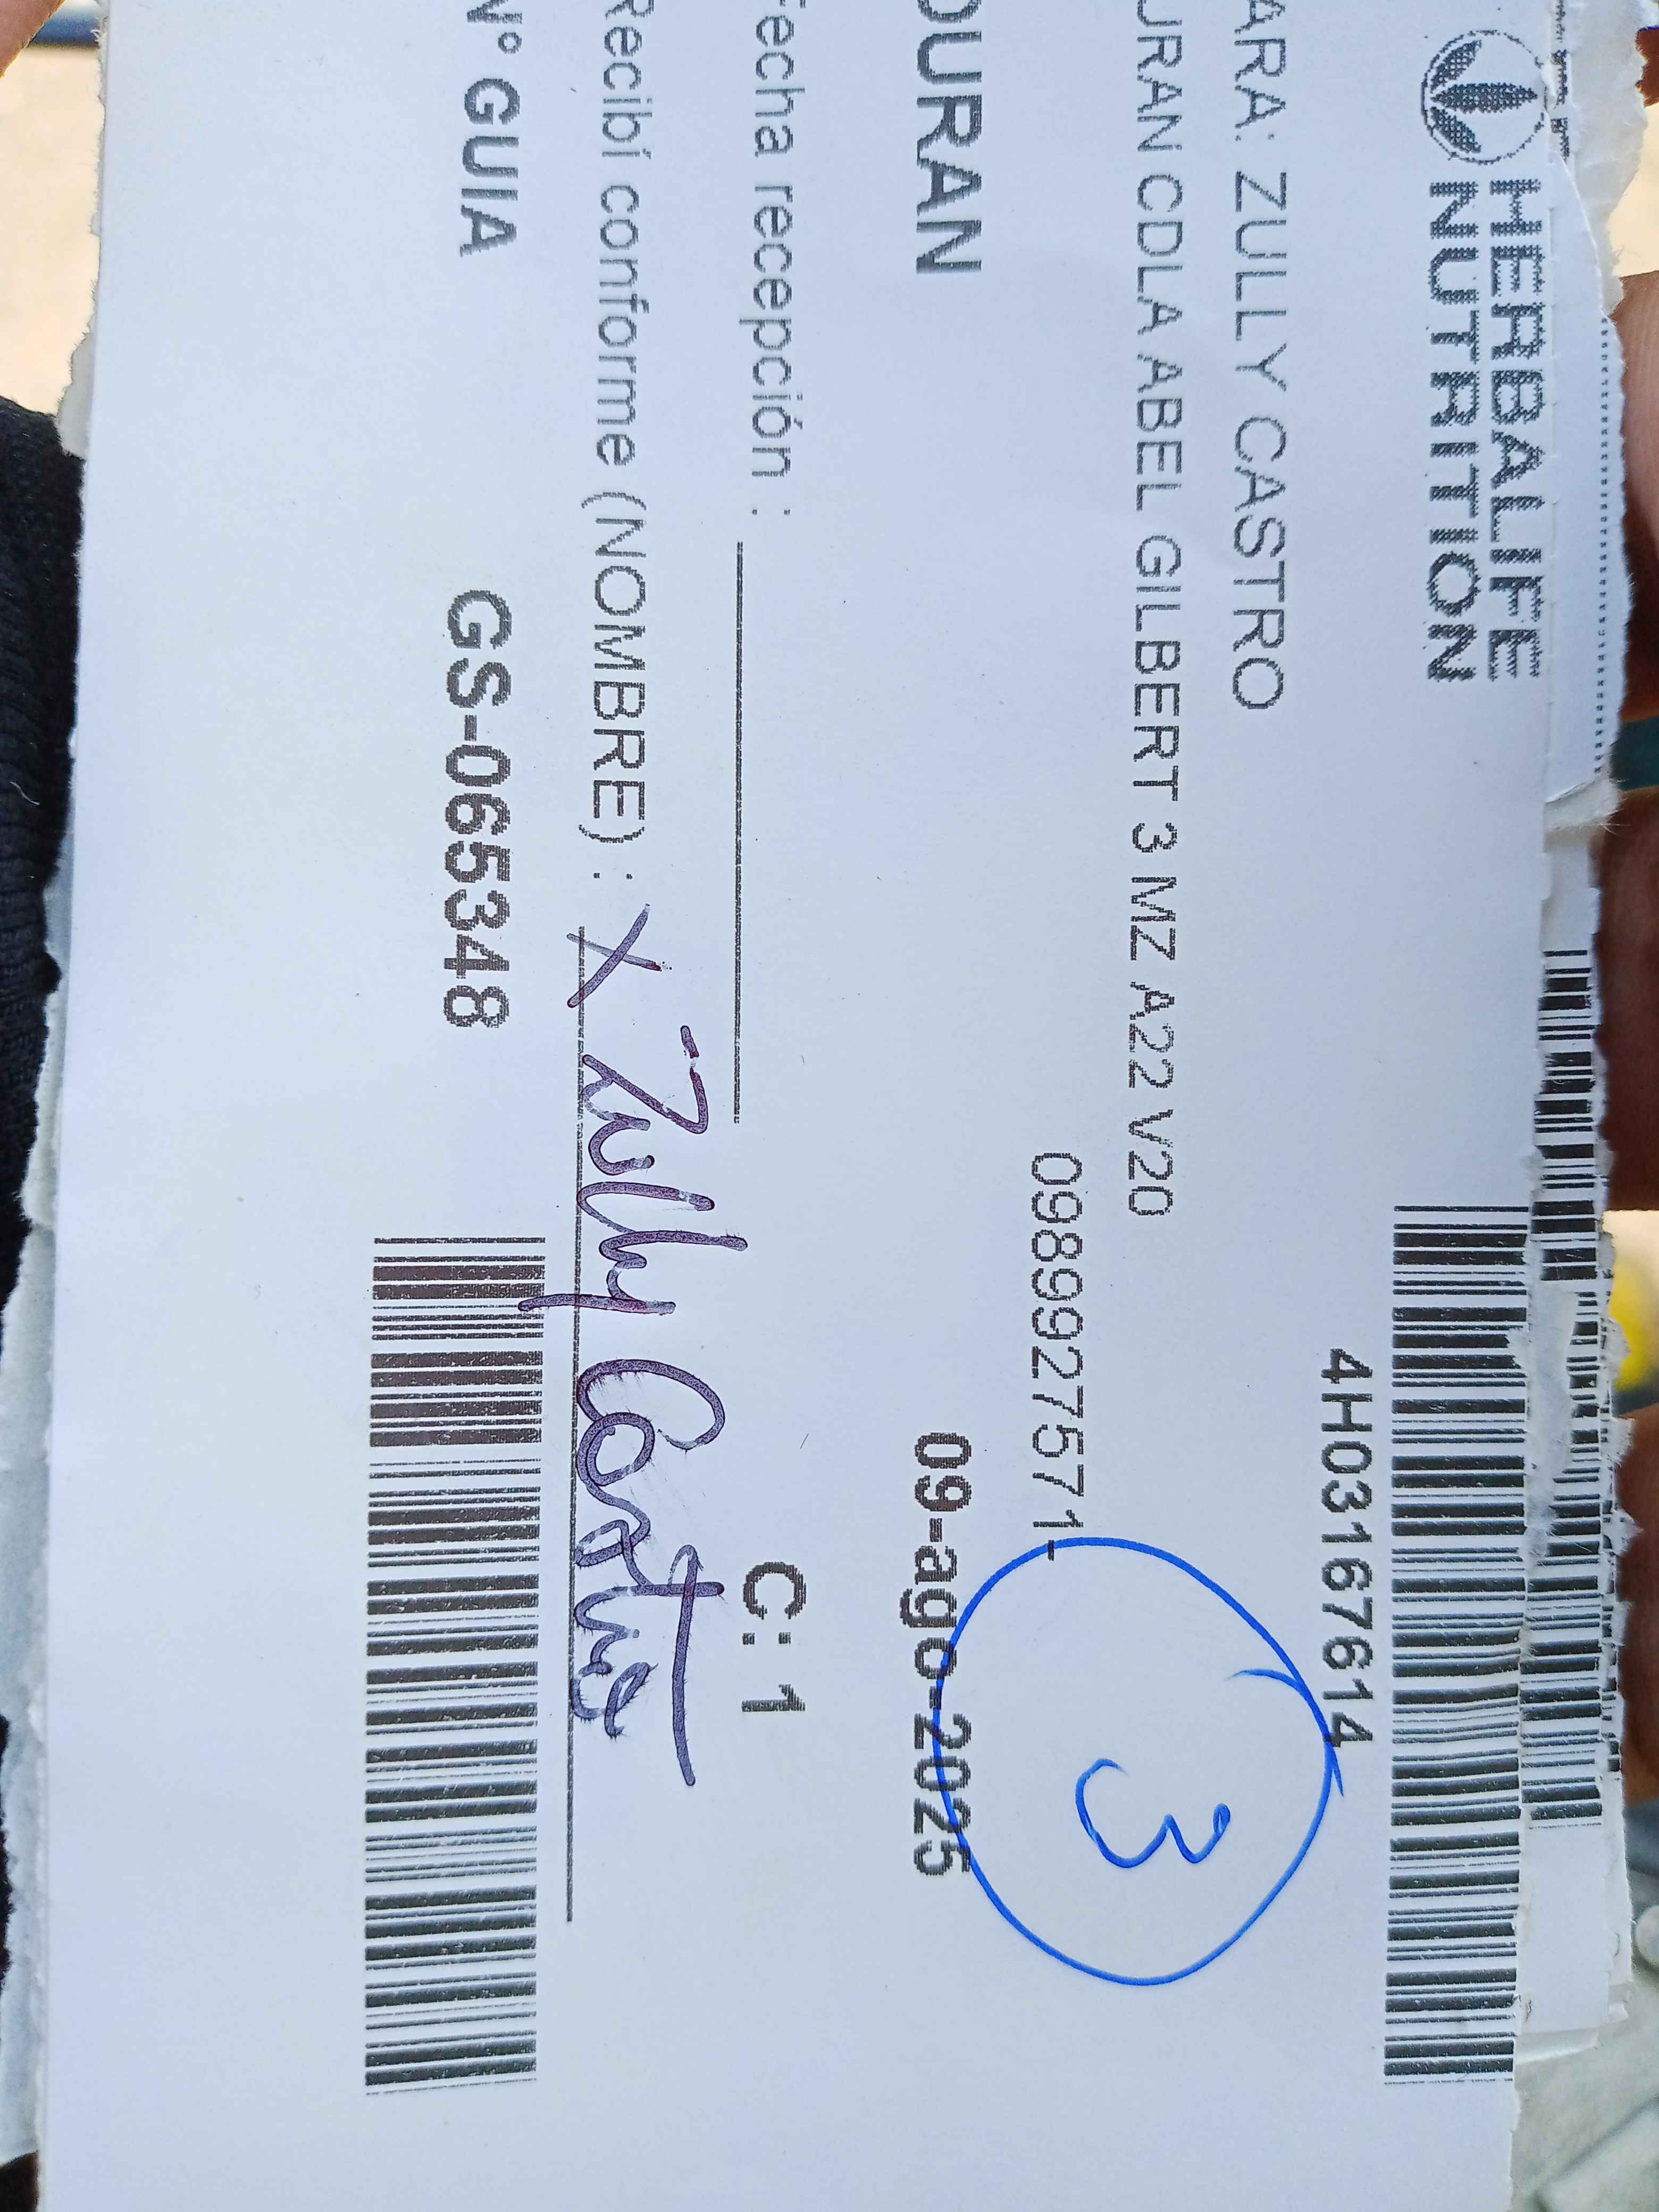 HERBALIFE
NUTRITION
4H03167614
ARA: ZULLY CASTRO
URAN CDLA ABEL GILBERT 3 MZ A22 V20
0989927571-
3
DURAN
09-ago-2025
Fecha recepción :
C: 1
Recibí conforme (NOMBRE) : X Zully Castro
N° GUIA
GS-065348